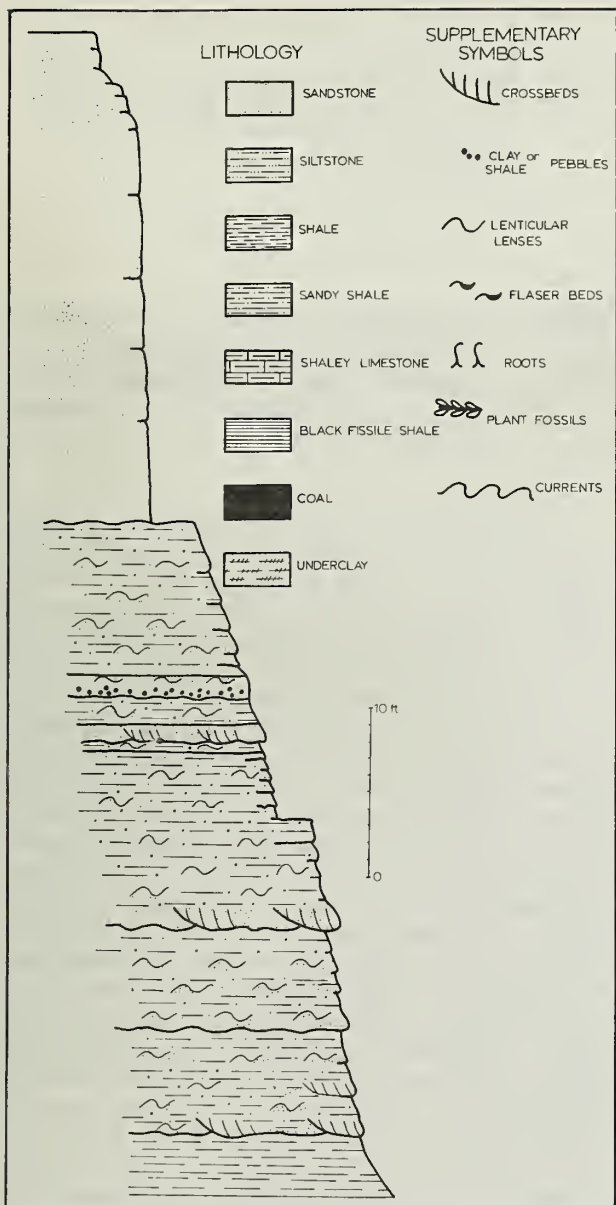 LITHOLOGY
SANDSTONE
SILTSTONE
SHALE
SANDY SHALE
SHALEY LIMESTONE
BLACK FISSILE SHALE
COAL
UNDERCLAY
SUPPLEMENTARY
SYMBOLS
CROSSBEDS
CLAY or
SHALE PEBBLES
LENTICULAR
LENSES
FLASER BEDS
ROOTS
PLANT FOSSILS
CURRENTS
10 ft
0